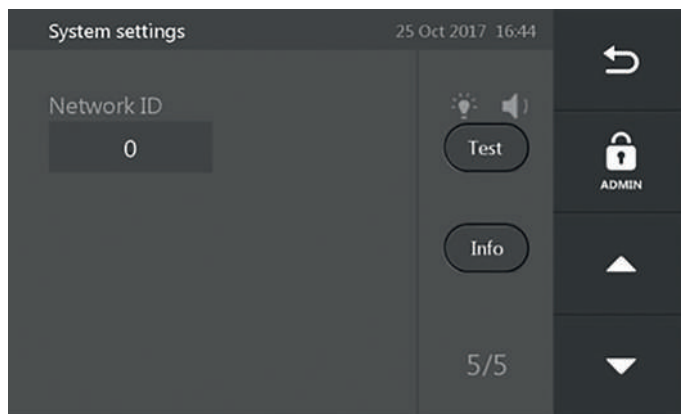 System settings
25 Oct 2017 16:44
Network ID
0
Test
Info
5/5
ADMIN